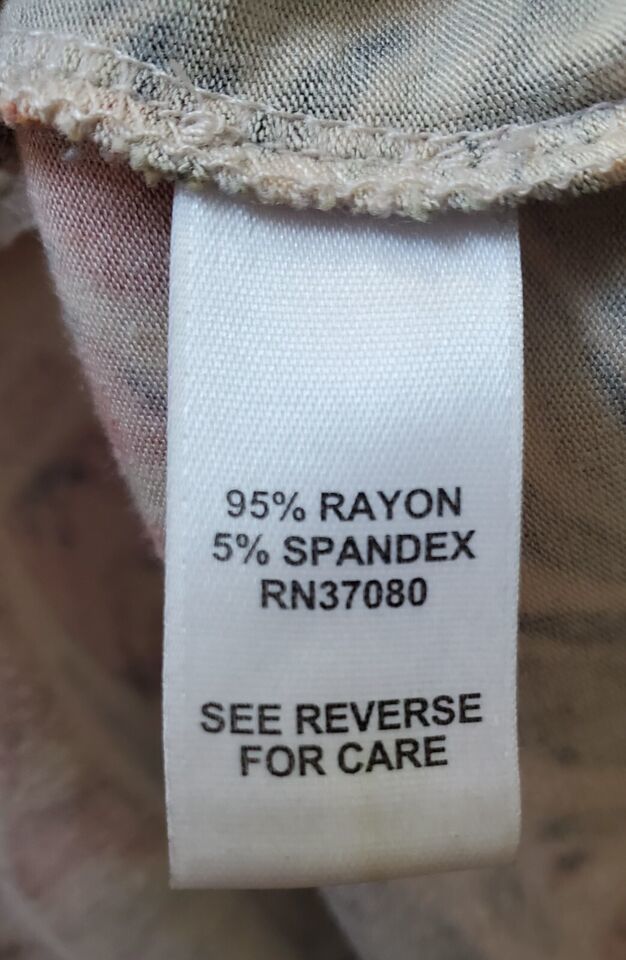 95% RAYON
5% SPANDEX
RN37080
SEE REVERSE
FOR CARE